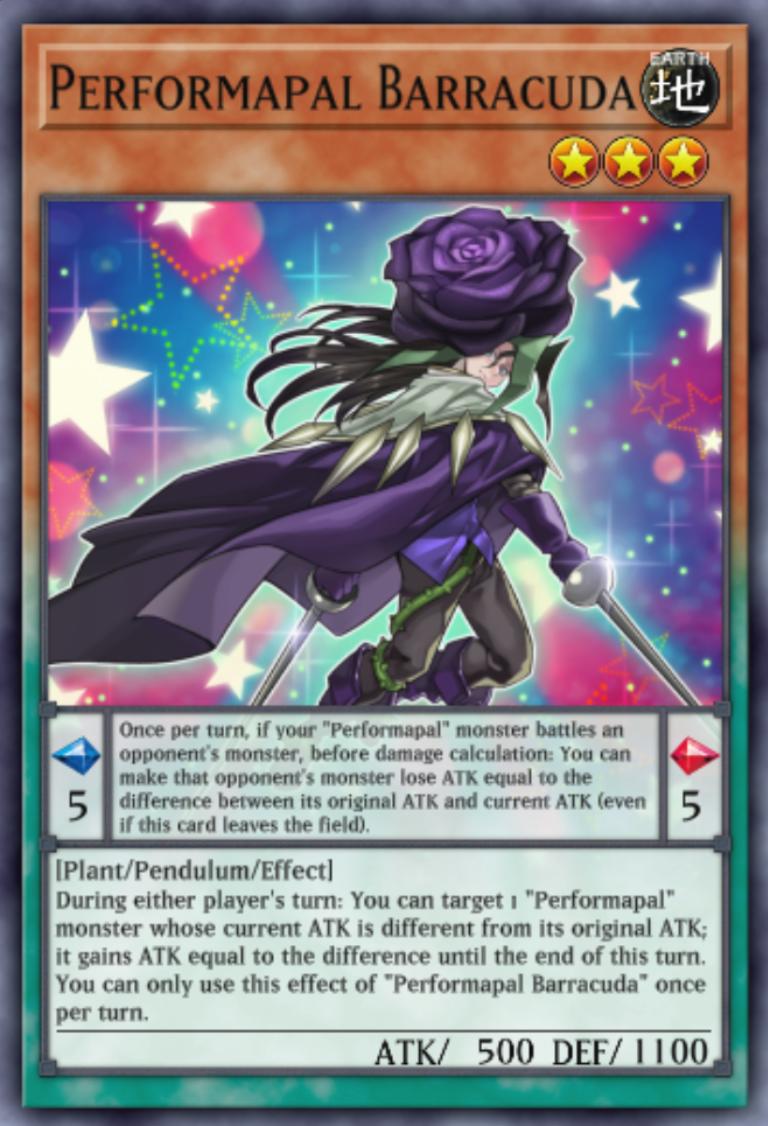 PERFORMAPAL BARRACUDA
EARTH
地
Once per turn, if your "Performapal" monster battles an
opponent's monster, before damage calculation: You can
make that opponent's monster lose ATK equal to the
difference between its original ATK and current ATK (even
if this card leaves the field).
5
5
[Plant/Pendulum/Effect]
During either player's turn: You can target 1 "Performapal"
monster whose current ATK is different from its original ATK;
it gains ATK equal to the difference until the end of this turn.
You can only use this effect of "Performapal Barracuda" once
per turn.
ATK/ 500 DEF/ 1100